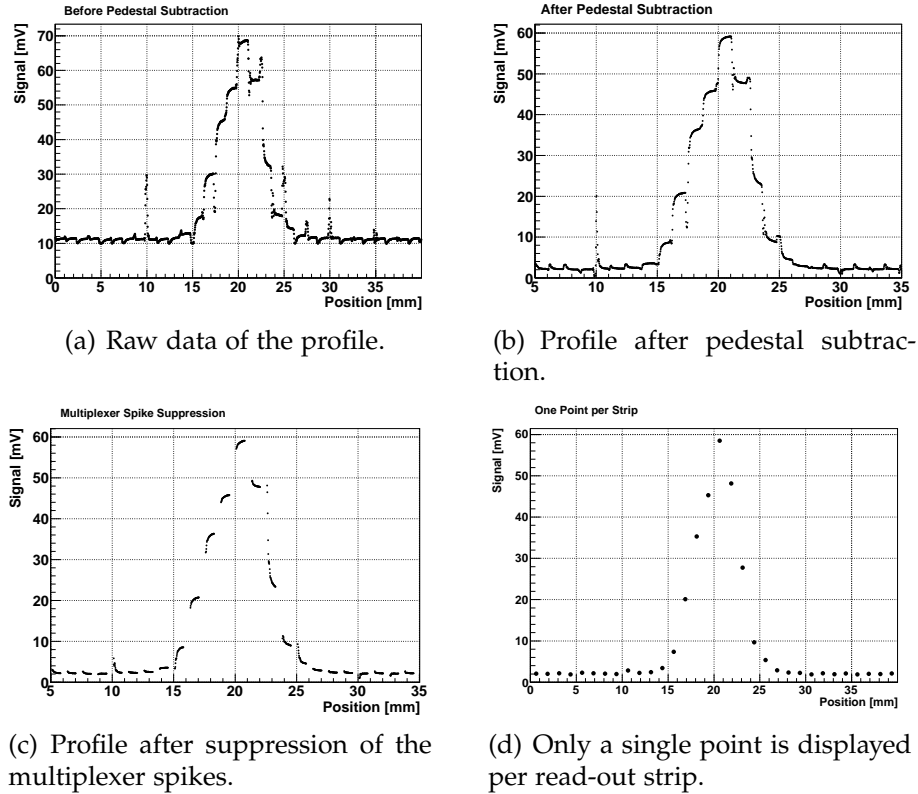 Before Pedestal Subtraction
Signal [mV]
70
60
50
40
30
20
10
0
0 5 10 15 20 25 30 35
Position [mm]
(a) Raw data of the profile.
After Pedestal Subtraction
Signal [mV]
60
50
40
30
20
10
0
5 10 15 20 25 30 35
Position [mm]
(b) Profile after pedestal subtrac-
tion.
Multiplexer Spike Suppression
Signal [mV]
60
50
40
30
20
10
0
5 10 15 20 25 30 35
Position [mm]
(c) Profile after suppression of the
multiplexer spikes.
One Point per Strip
Signal [mV]
60
50
40
30
20
10
0
0 5 10 15 20 25 30 35
Position [mm]
(d) Only a single point is displayed
per read-out strip.